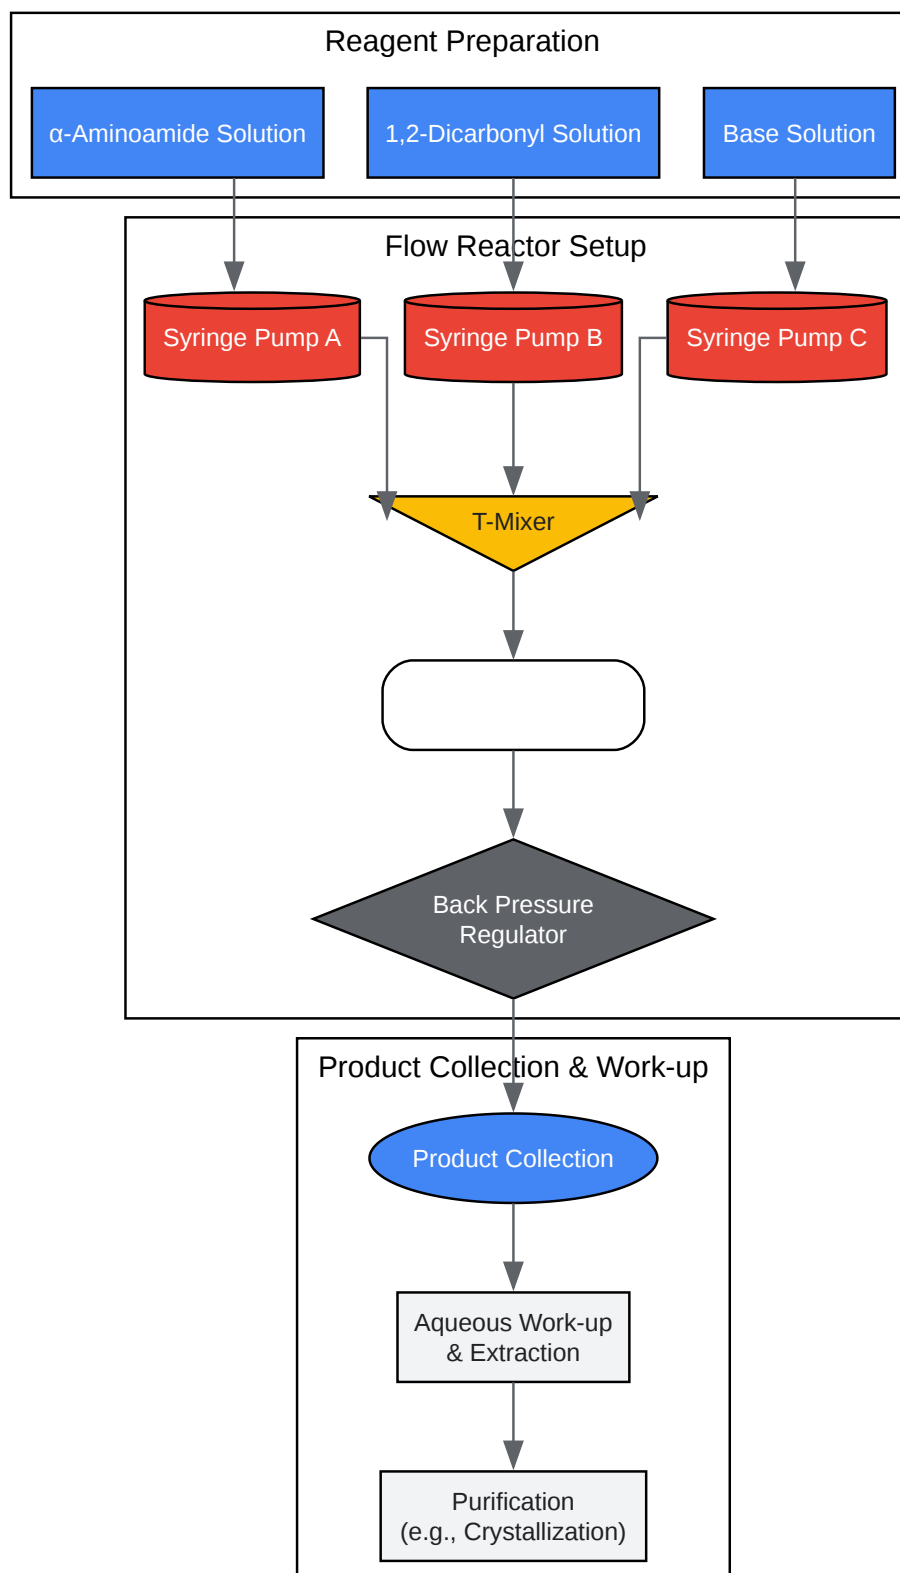 Reagent Preparation
α-Aminoamide Solution
1,2-Dicarbonyl Solution
Base Solution
Flow Reactor Setup
Syringe Pump A
Syringe Pump B
Syringe Pump C
T-Mixer
Back Pressure
Regulator
Product Collection & Work-up
Product Collection
Aqueous Work-up
& Extraction
Purification
(e.g., Crystallization)